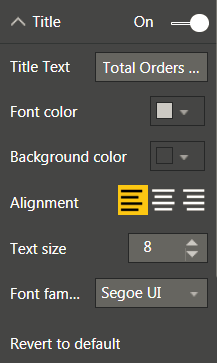 Title On
Title Text Total Orders ...
Font color
Background color
Alignment
Text size 8
Font fam... Segoe UI
Revert to default